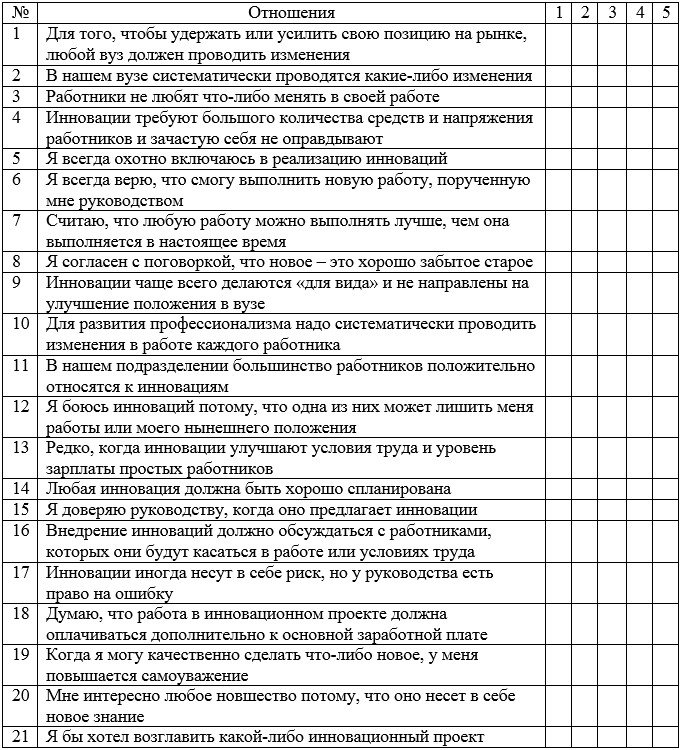 № Отношения 1 2 3 4 5
1 Для того, чтобы удержать или усилить свою позицию на рынке,
любой вуз должен проводить изменения
2 В нашем вузе систематически проводятся какие-либо изменения
3 Работники не любят что-либо менять в своей работе
4 Инновации требуют большого количества средств и напряжения
работников и зачастую себя не оправдывают
5 Я всегда охотно включаюсь в реализацию инноваций
6 Я всегда верю, что смогу выполнить новую работу, порученную
мне руководством
7 Считаю, что любую работу можно выполнять лучше, чем она
выполняется в настоящее время
8 Я согласен с поговоркой, что новое – это хорошо забытое старое
9 Инновации чаще всего делаются «для вида» и не направлены на
улучшение положения в вузе
10 Для развития профессионализма надо систематически проводить
изменения в работе каждого работника
11 В нашем подразделении большинство работников положительно
относятся к инновациям
12 Я боюсь инноваций потому, что одна из них может лишить меня
работы или моего нынешнего положения
13 Редко, когда инновации улучшают условия труда и уровень
зарплаты простых работников
14 Любая инновация должна быть хорошо спланирована
15 Я доверяю руководству, когда оно предлагает инновации
16 Внедрение инноваций должно обсуждаться с работниками,
которых они будут касаться в работе или условиях труда
17 Инновации иногда несут в себе риск, но у руководства есть
право на ошибку
18 Думаю, что работа в инновационном проекте должна
оплачиваться дополнительно к основной заработной плате
19 Когда я могу качественно сделать что-либо новое, у меня
повышается самоуважение
20 Мне интересно любое новшество потому, что оно несет в себе
новое знание
21 Я бы хотел возглавить какой-либо инновационный проект